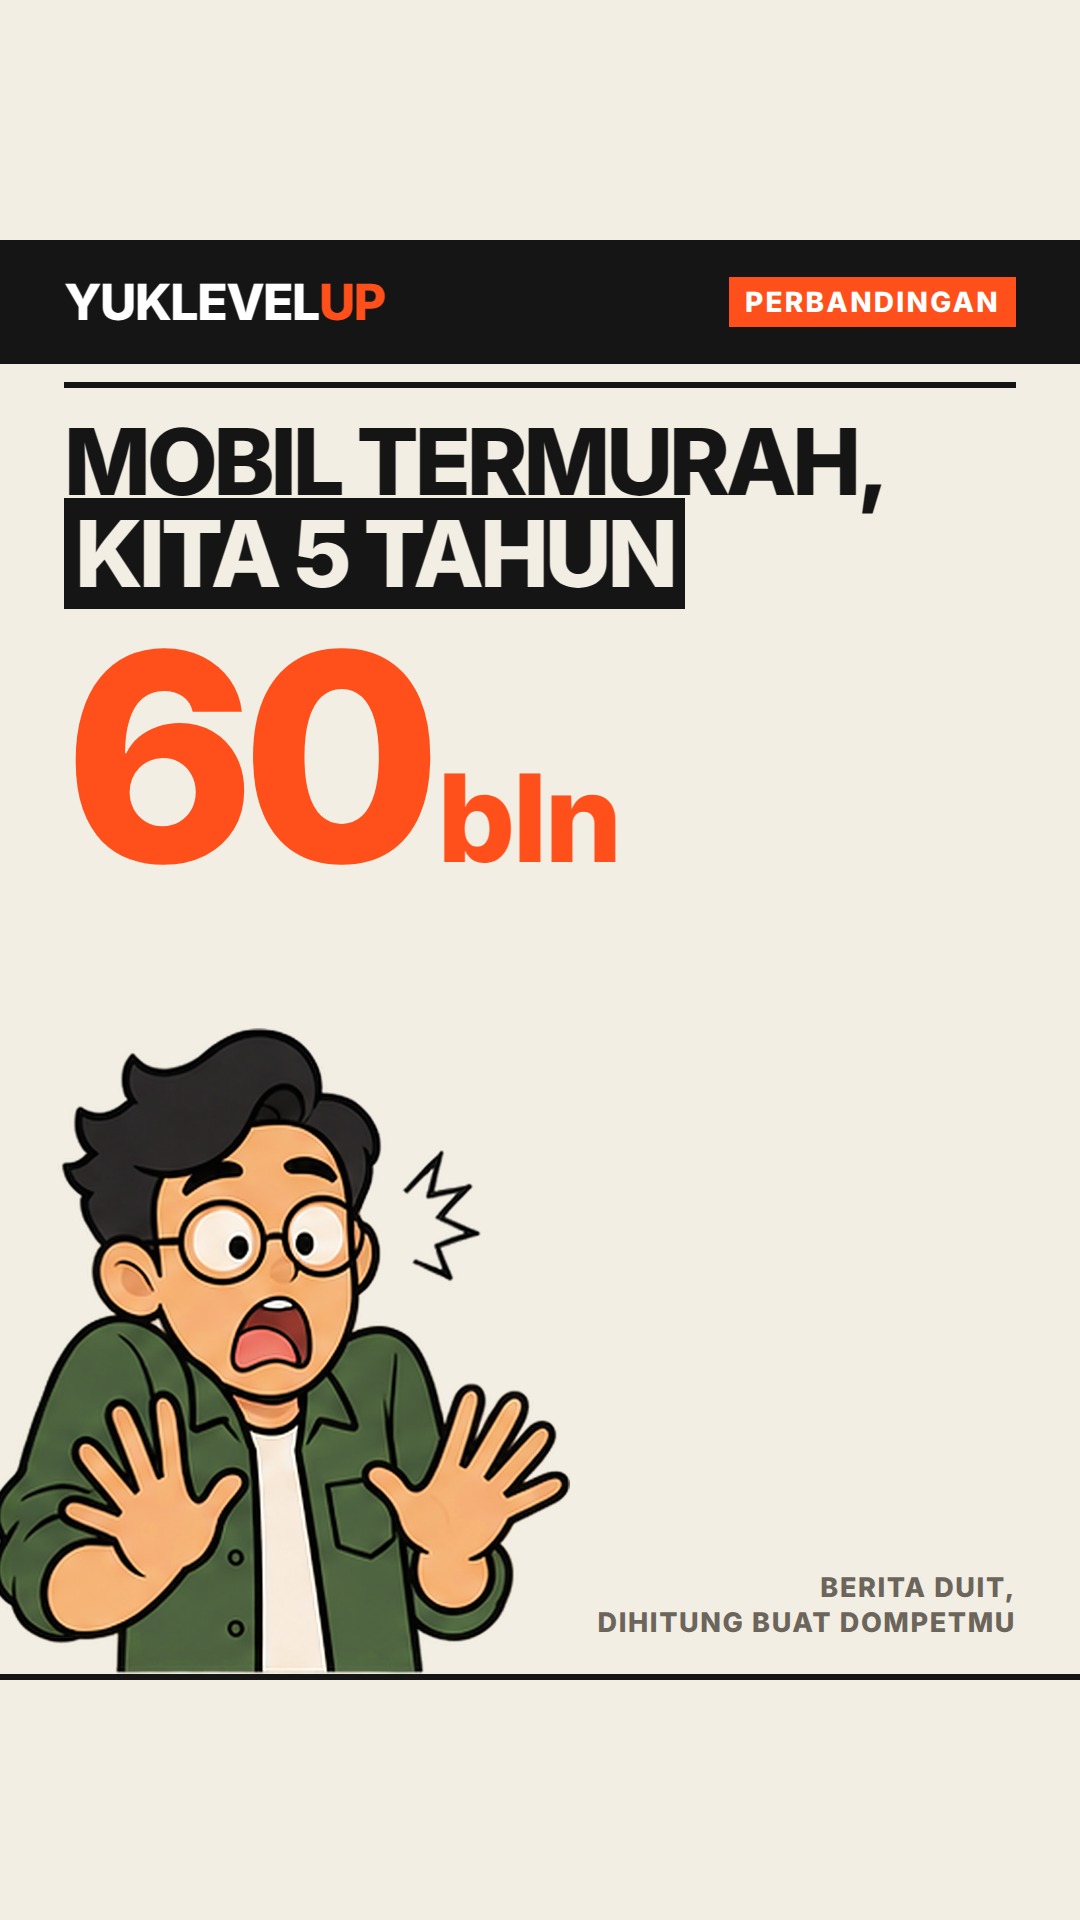 YUKLEVELUP
PERBANDINGAN
MOBIL TERMURAH,
KITA 5 TAHUN
60bln
BERITA DUIT,
DIHITUNG BUAT DOMPETMU